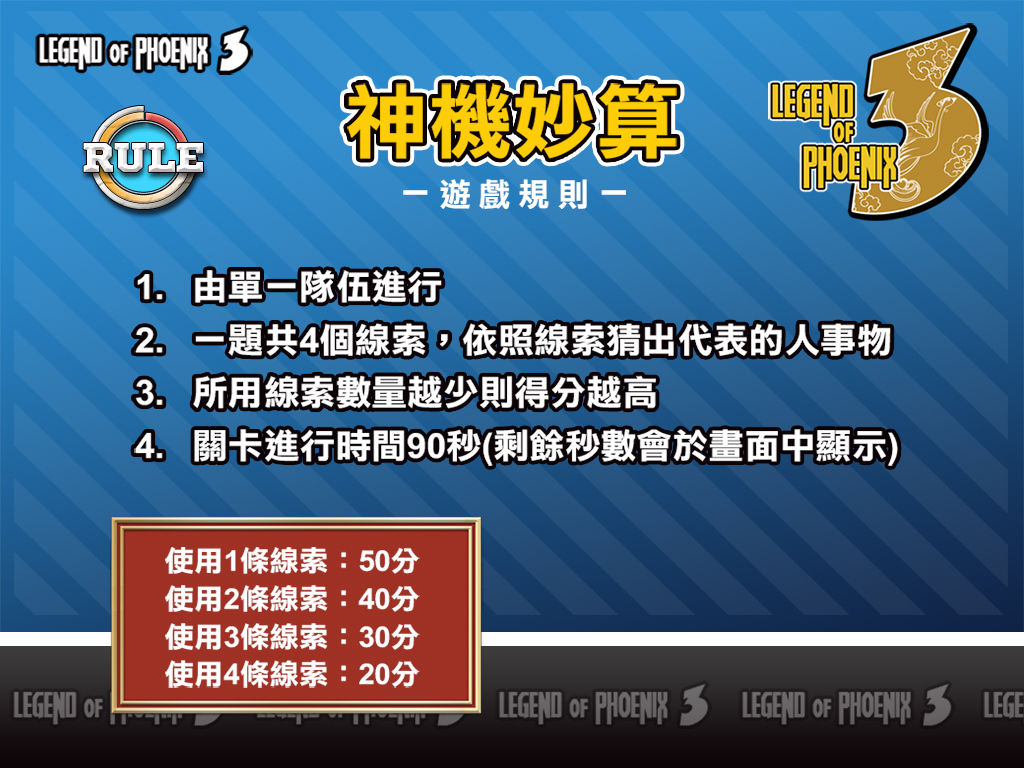 LEGEND OF PHOENIX 3
RULE
神機妙算
－遊戲規則－
LEGEND
OF
PHOENIX
3
1. 由單一隊伍進行
2. 一題共4個線索，依照線索猜出代表的人事物
3. 所用線索數量越少則得分越高
4. 關卡進行時間90秒(剩餘秒數會於畫面中顯示)
使用1條線索：50分
使用2條線索：40分
使用3條線索：30分
使用4條線索：20分
LEGEND OF PHOENIX 3 LEGEND OF PHOENIX 3 LEGEND OF PHOENIX 3 LEGEND OF PHOENIX 3 LEGE